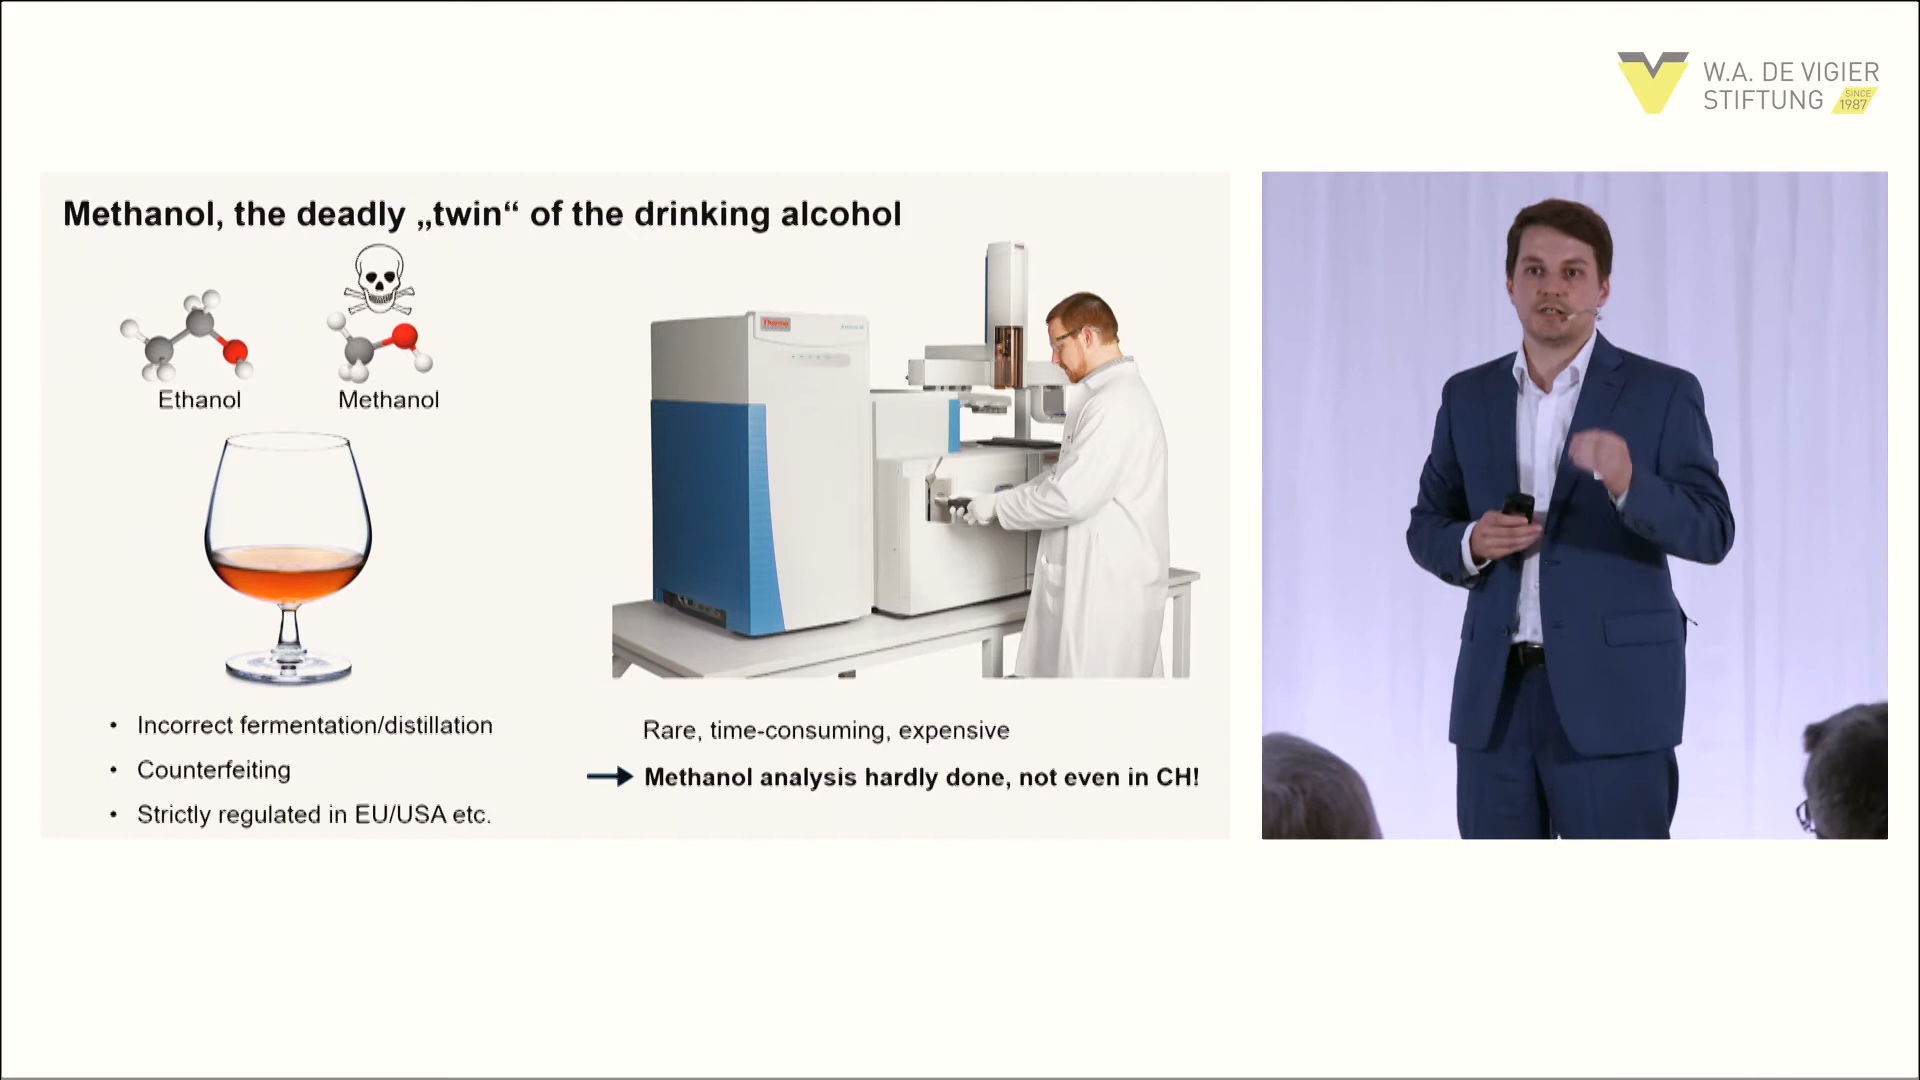 W.A. DE VIGIER
STIFTUNG
SINCE
1987
Methanol, the deadly „twin“ of the drinking alcohol
Thermo
Ethanol
Methanol
• Incorrect fermentation/distillation
• Counterfeiting
• Strictly regulated in EU/USA etc.
Rare, time-consuming, expensive
Methanol analysis hardly done, not even in CH!